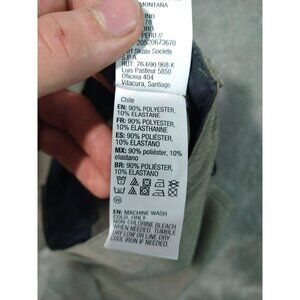 MONTAÑA
PERU //
Art Skate Societe
S.P.A
RUT: 76.690.968-K
Luis Pasteur 5850
Oficina 404
Vitacura, Santiago
Chile
EN: 90% POLYESTER,
10% ELASTANE
FR: 90% POLYESTER,
10% ELASTHANNE
ES: 90% POLIÉSTER,
10% ELASTANO
MX: 90% poliéster, 10%
elastano
BR: 90% POLIÉSTER,
10% ELASTANO
W
EN: MACHINE WASH
COLD. ONLY
NON-CHLORINE BLEACH
WHEN NEEDED. TUMBLE
DRY LOW OR LINE DRY.
COOL IRON IF NEEDED.